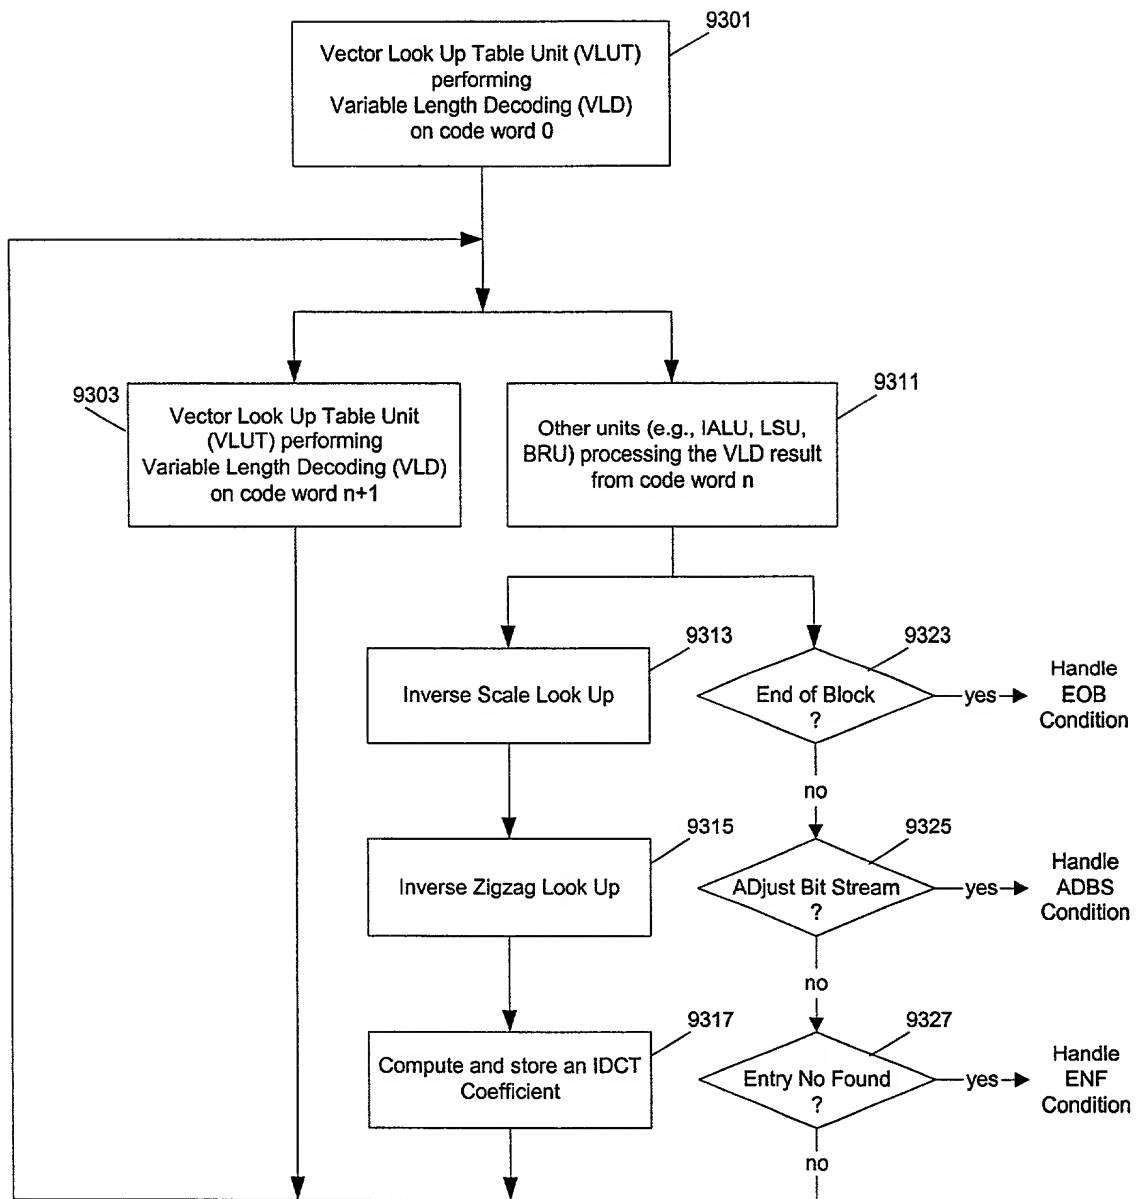 9301
Vector Look Up Table Unit (VLUT)
performing
Variable Length Decoding (VLD)
on code word 0
9303
Vector Look Up Table Unit
(VLUT) performing
Variable Length Decoding (VLD)
on code word n+1
9311
Other units (e.g., IALU, LSU,
BRU) processing the VLD result
from code word n
9313
Inverse Scale Look Up
9323
End of Block
?
yes
Handle
EOB
Condition
no
9315
Inverse Zigzag Look Up
9325
ADjust Bit Stream
?
yes
Handle
ADBS
Condition
no
9317
Compute and store an IDCT
Coefficient
9327
Entry No Found
?
yes
Handle
ENF
Condition
no